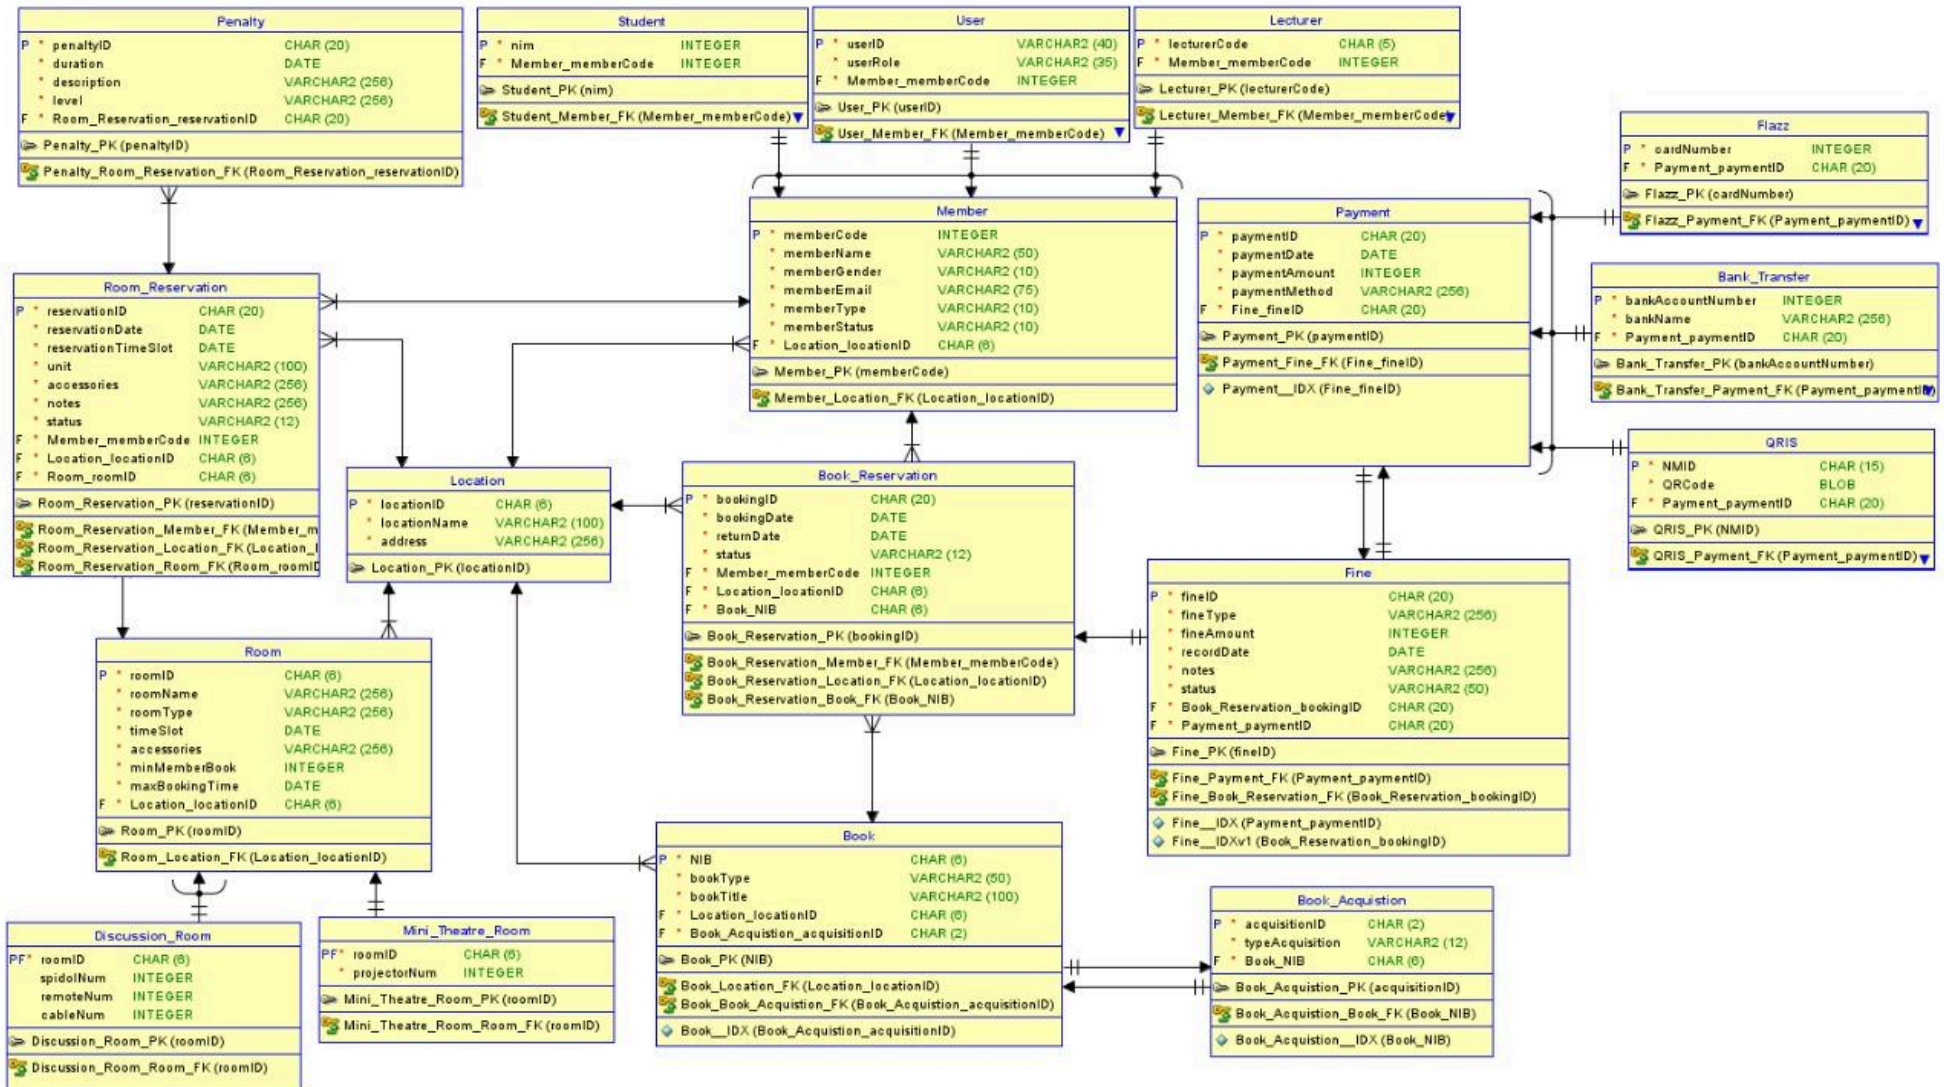 Penalty
P * penaltyID CHAR (20)
* duration DATE
* description VARCHAR2 (256)
* level VARCHAR2 (256)
F * Room_Reservation_reservationID CHAR (20)
Penalty_PK (penaltyID)
Penalty_Room_Reservation_FK (Room_Reservation_reservationID)
Student
P * nim INTEGER
F * Member_memberCode INTEGER
Student_PK (nim)
Student_Member_FK (Member_memberCode)
User
P * userID VARCHAR2 (40)
* userRole VARCHAR2 (35)
F * Member_memberCode INTEGER
User_PK (userID)
User_Member_FK (Member_memberCode)
Lecturer
P * lecturerCode CHAR (5)
F * Member_memberCode INTEGER
Lecturer_PK (lecturerCode)
Lecturer_Member_FK (Member_memberCode
Flazz
P * cardNumber INTEGER
F * Payment_paymentID CHAR (20)
Flazz_PK (cardNumber)
Flazz_Payment_FK (Payment_paymentID)
Member
P * memberCode INTEGER
* memberName VARCHAR2 (50)
* memberGender VARCHAR2 (10)
* memberEmail VARCHAR2 (75)
* memberType VARCHAR2 (10)
* memberStatus VARCHAR2 (10)
F * Location_locationID CHAR (6)
Member_PK (memberCode)
Member_Location_FK (Location_locationID)
Payment
P * paymentID CHAR (20)
* paymentDate DATE
* paymentAmount INTEGER
* paymentMethod VARCHAR2 (256)
F * Fine_fineID CHAR (20)
Payment_PK (paymentID)
Payment_Fine_FK (Fine_fineID)
Payment__IDX (Fine_fineID)
Bank_Transfer
P * bankAccountNumber INTEGER
* bankName VARCHAR2 (256)
F * Payment_paymentID CHAR (20)
Bank_Transfer_PK (bankAccountNumber)
Bank_Transfer_Payment_FK (Payment_paymentID)
Room_Reservation
P * reservationID CHAR (20)
* reservationDate DATE
* reservationTimeSlot DATE
* unit VARCHAR2 (100)
* accessories VARCHAR2 (256)
* notes VARCHAR2 (256)
* status VARCHAR2 (12)
F * Member_memberCode INTEGER
F * Location_locationID CHAR (6)
F * Room_roomID CHAR (6)
Room_Reservation_PK (reservationID)
Room_Reservation_Member_FK (Member_m
Room_Reservation_Location_FK (Location_l
Room_Reservation_Room_FK (Room_roomID
Location
P * locationID CHAR (6)
* locationName VARCHAR2 (100)
* address VARCHAR2 (256)
Location_PK (locationID)
Book_Reservation
P * bookingID CHAR (20)
* bookingDate DATE
* returnDate DATE
* status VARCHAR2 (12)
F * Member_memberCode INTEGER
F * Location_locationID CHAR (6)
F * Book_NIB CHAR (6)
Book_Reservation_PK (bookingID)
Book_Reservation_Member_FK (Member_memberCode)
Book_Reservation_Location_FK (Location_locationID)
Book_Reservation_Book_FK (Book_NIB)
QRIS
P * NMID CHAR (15)
* QRCode BLOB
F * Payment_paymentID CHAR (20)
QRIS_PK (NMID)
QRIS_Payment_FK (Payment_paymentID)
Fine
P * fineID CHAR (20)
* fineType VARCHAR2 (256)
* fineAmount INTEGER
* recordDate DATE
* notes VARCHAR2 (256)
* status VARCHAR2 (50)
F * Book_Reservation_bookingID CHAR (20)
F * Payment_paymentID CHAR (20)
Fine_PK (fineID)
Fine_Payment_FK (Payment_paymentID)
Fine_Book_Reservation_FK (Book_Reservation_bookingID)
Fine__IDX (Payment_paymentID)
Fine__IDXv1 (Book_Reservation_bookingID)
Room
P * roomID CHAR (6)
* roomName VARCHAR2 (256)
* roomType VARCHAR2 (256)
* timeSlot DATE
* accessories VARCHAR2 (256)
* minMemberBook INTEGER
* maxBookingTime DATE
F * Location_locationID CHAR (6)
Room_PK (roomID)
Room_Location_FK (Location_locationID)
Book
P * NIB CHAR (6)
* bookType VARCHAR2 (50)
* bookTitle VARCHAR2 (100)
F * Location_locationID CHAR (6)
F * Book_Acquistion_acquisitionID CHAR (2)
Book_PK (NIB)
Book_Location_FK (Location_locationID)
Book_Book_Acquistion_FK (Book_Acquistion_acquisitionID)
Book__IDX (Book_Acquistion_acquisitionID)
Book_Acquistion
P * acquisitionID CHAR (2)
* typeAcquisition VARCHAR2 (12)
F * Book_NIB CHAR (6)
Book_Acquistion_PK (acquisitionID)
Book_Acquistion_Book_FK (Book_NIB)
Book_Acquistion__IDX (Book_NIB)
Discussion_Room
PF* roomID CHAR (6)
spidolNum INTEGER
remoteNum INTEGER
cableNum INTEGER
Discussion_Room_PK (roomID)
Discussion_Room_Room_FK (roomID)
Mini_Theatre_Room
PF* roomID CHAR (6)
* projectorNum INTEGER
Mini_Theatre_Room_PK (roomID)
Mini_Theatre_Room_Room_FK (roomID)